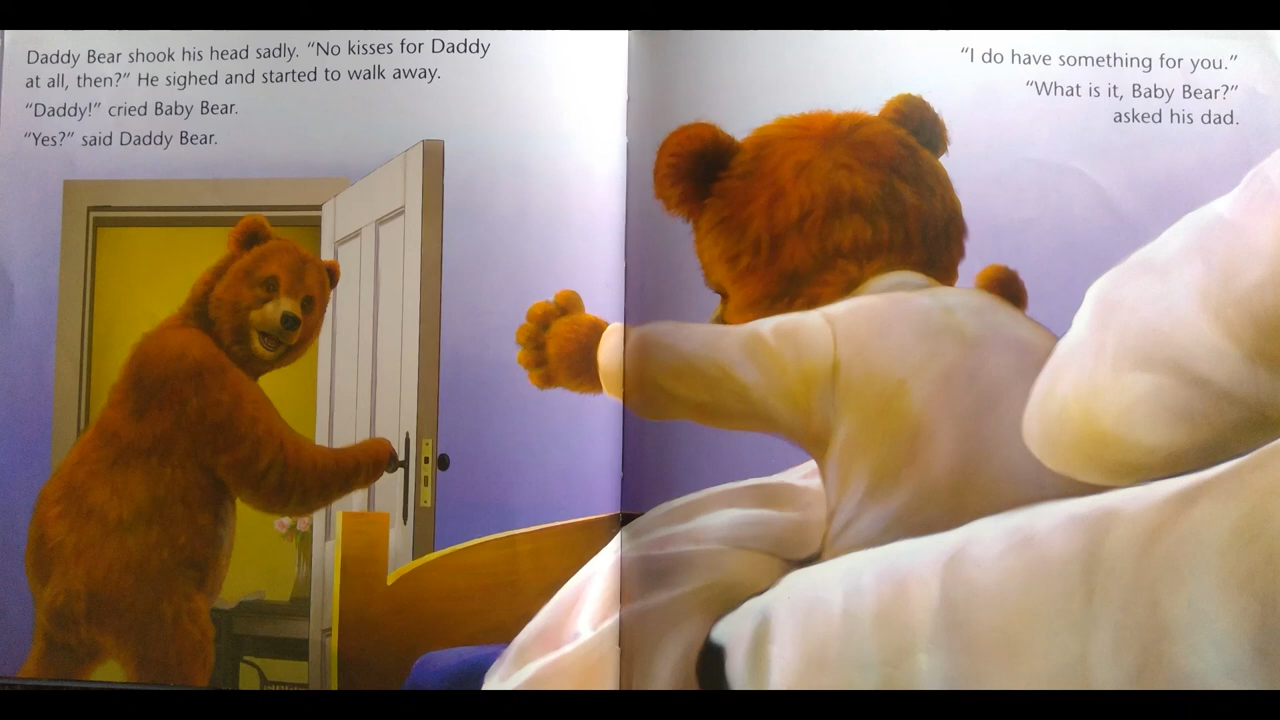 Daddy Bear shook his head sadly. “No kisses for Daddy
at all, then?” He sighed and started to walk away.
“Daddy!” cried Baby Bear.
“Yes?” said Daddy Bear.
“I do have something for you.”
“What is it, Baby Bear?”
asked his dad.